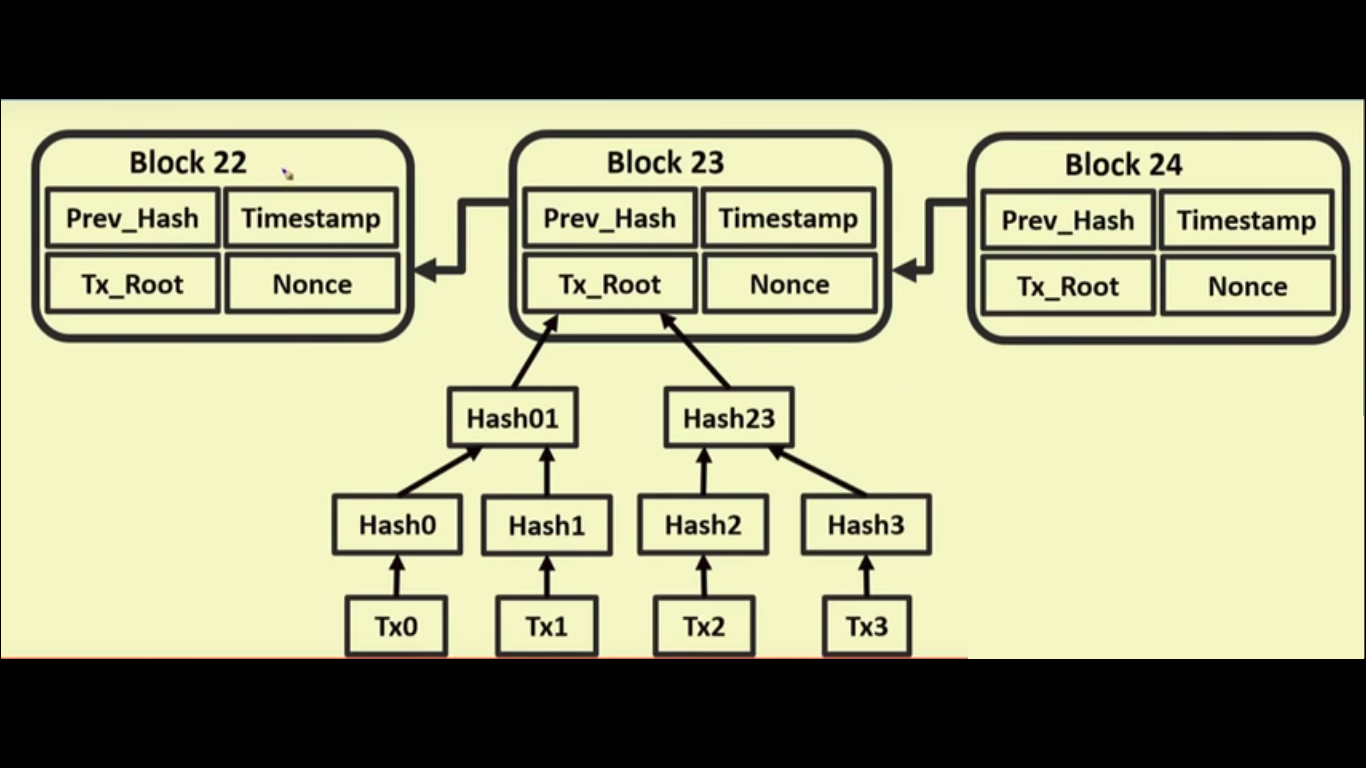 Block 22
Prev_Hash Timestamp
Tx_Root Nonce
Block 23
Prev_Hash Timestamp
Tx_Root Nonce
Block 24
Prev_Hash Timestamp
Tx_Root Nonce
Hash01 Hash23
Hash0 Hash1 Hash2 Hash3
Tx0 Tx1 Tx2 Tx3